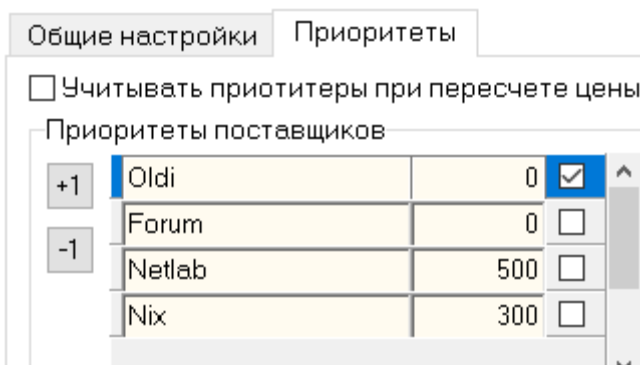 Общие настройки Приоритеты
Учитывать приотитеры при пересчете цены
Приоритеты поставщиков
+1 Oldi 0
Forum 0
-1 Netlab 500
Nix 300